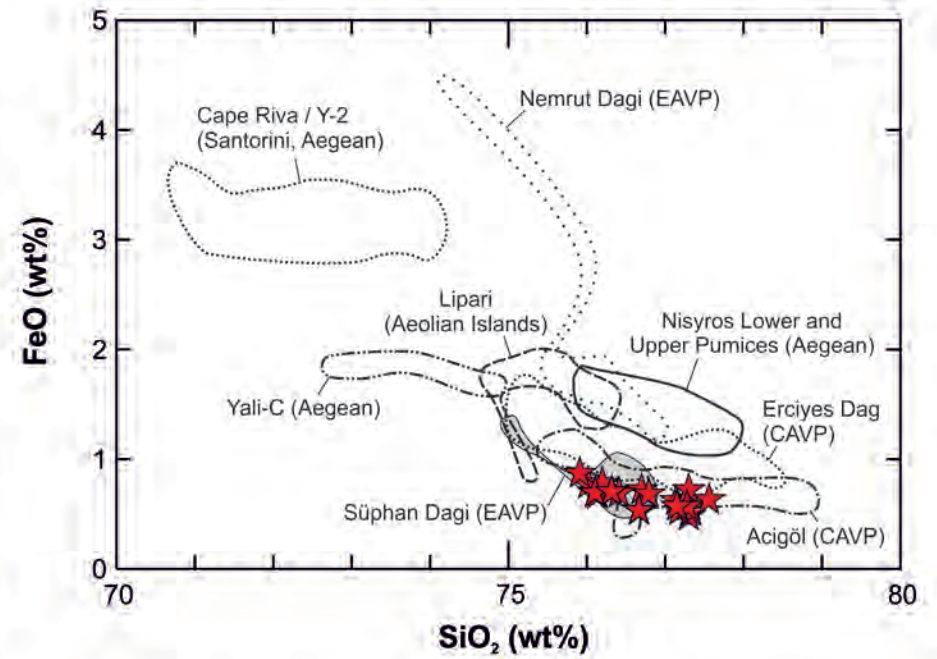 5
Nemrut Dagi (EAVP)
Cape Riva / Y-2
(Santorini, Aegean)
4
FeO (wt%)
3
Lipari
(Aeolian Islands)
Nisyros Lower and
Upper Pumices (Aegean)
2
Yali-C (Aegean)
Erciyes Dag
(CAVP)
1
Süphan Dagi (EAVP)
Acigöl (CAVP)
0
70
75
80
SiO₂ (wt%)